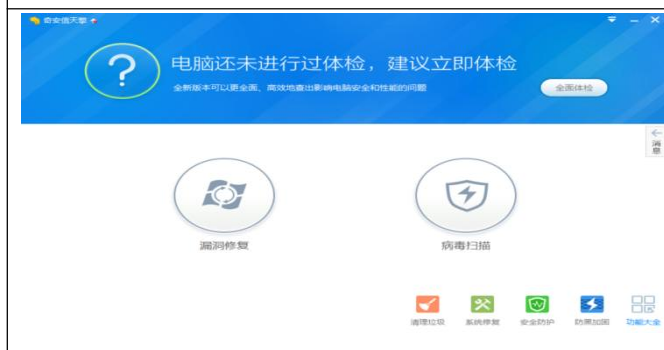 奇安信天擎
电脑还未进行过体检，建议立即体检
全新版本可以更全面、高效地查出影响电脑安全和性能的问题
全面体检
消息
漏洞修复
病毒扫描
清理垃圾
系统修复
安全防护
防黑加固
功能大全